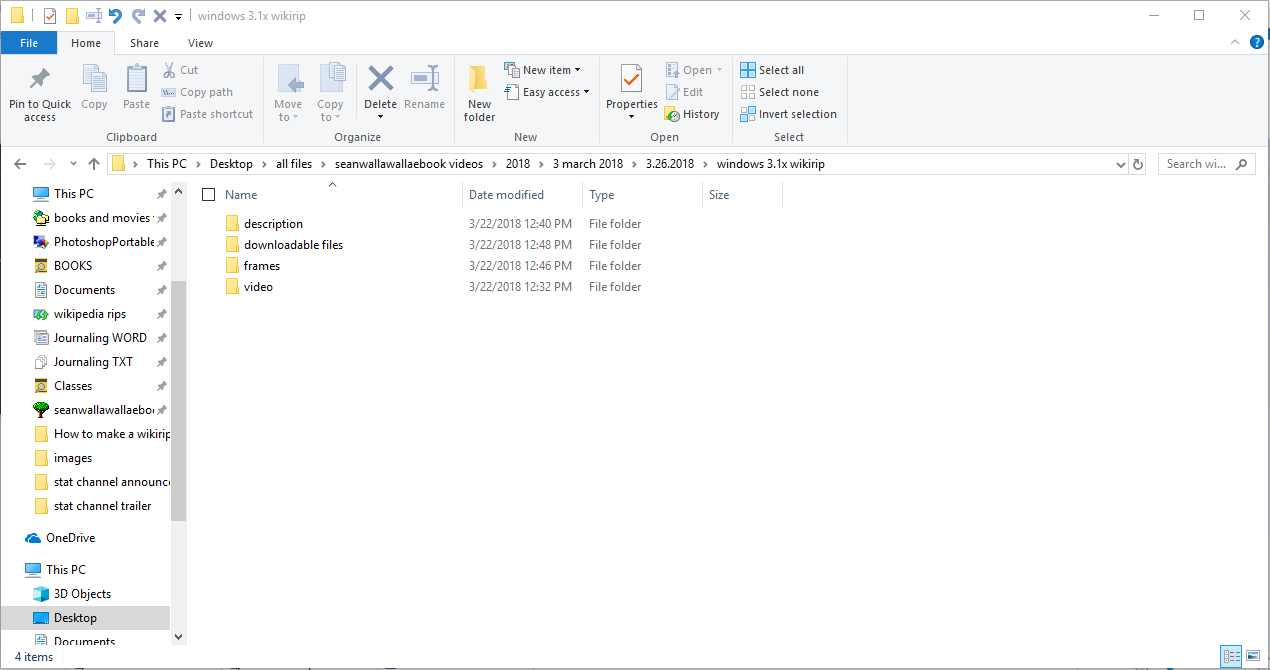 windows 3.1x wikirip
File Home Share View
Pin to Quick access
Copy
Paste
Cut
Copy path
Paste shortcut
Clipboard
Move to
Copy to
Delete
Rename
Organize
New folder
New item
Easy access
New
Properties
Open
Edit
History
Open
Select all
Select none
Invert selection
Select
This PC > Desktop > all files > seanwallawallaebook videos > 2018 > 3 march 2018 > 3.26.2018 > windows 3.1x wikirip
Search wi...
Name Date modified Type Size
description 3/22/2018 12:40 PM File folder
downloadable files 3/22/2018 12:48 PM File folder
frames 3/22/2018 12:46 PM File folder
video 3/22/2018 12:32 PM File folder
This PC
books and movies
PhotoshopPortable
BOOKS
Documents
wikipedia rips
Journaling WORD
Journaling TXT
Classes
seanwallawallaeboo
How to make a wikirip
images
stat channel announce
stat channel trailer
OneDrive
This PC
3D Objects
Desktop
Documents
4 items